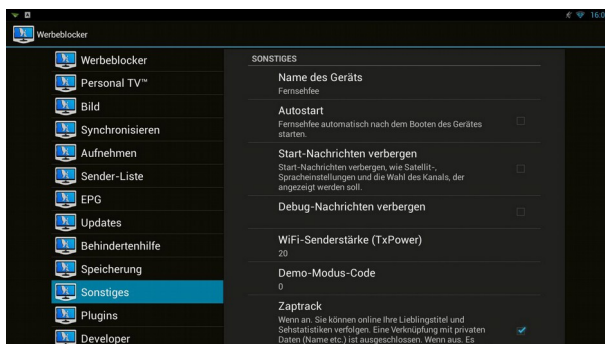 16:0
Werbeblocker
Werbeblocker
Personal TV™
Bild
Synchronisieren
Aufnehmen
Sender-Liste
EPG
Updates
Behindertenhilfe
Speicherung
Sonstiges
Plugins
Developer
SONSTIGES
Name des Geräts
Fernsehfee
Autostart
Fernsehfee automatisch nach dem Booten des Gerätes
starten.
Start-Nachrichten verbergen
Start-Nachrichten verbergen, wie Satellit-,
Spracheinstellungen und die Wahl des Kanals, der
angezeigt werden soll.
Debug-Nachrichten verbergen
WiFi-Senderstärke (TxPower)
20
Demo-Modus-Code
0
Zaptrack
Wenn an. Sie können online Ihre Lieblingstitel und
Sehstatistiken verfolgen. Eine Verknüpfung mit privaten
Daten (Name etc.) ist ausgeschlossen. Wenn aus. Es